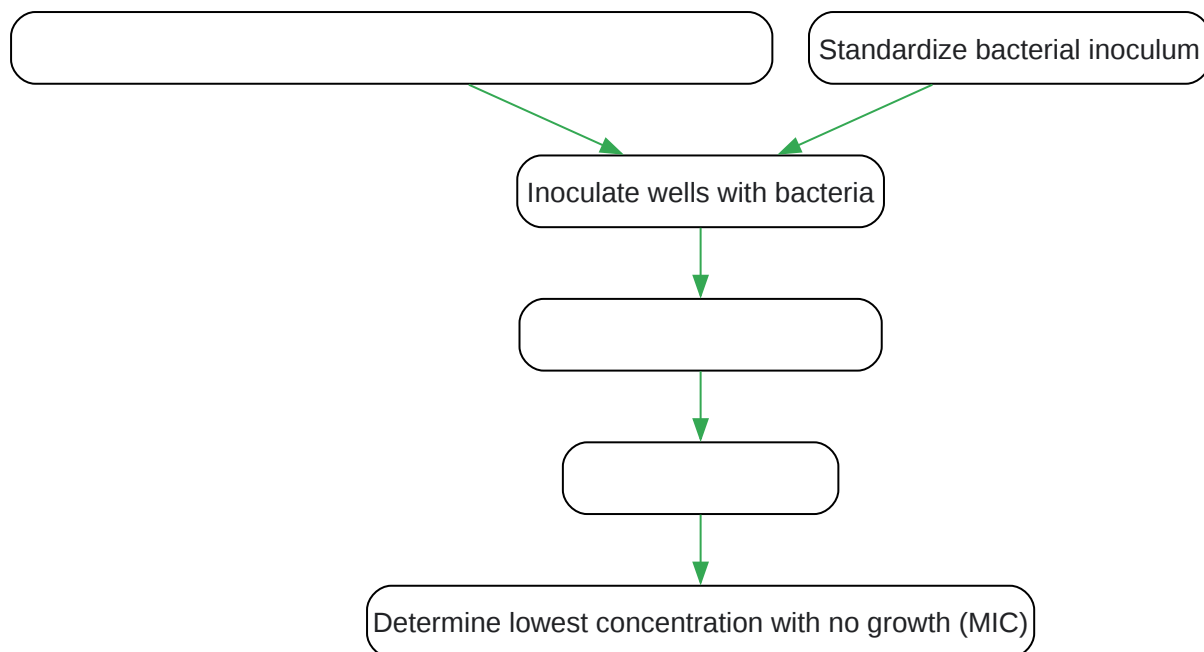 Standardize bacterial inoculum
Inoculate wells with bacteria
Determine lowest concentration with no growth (MIC)